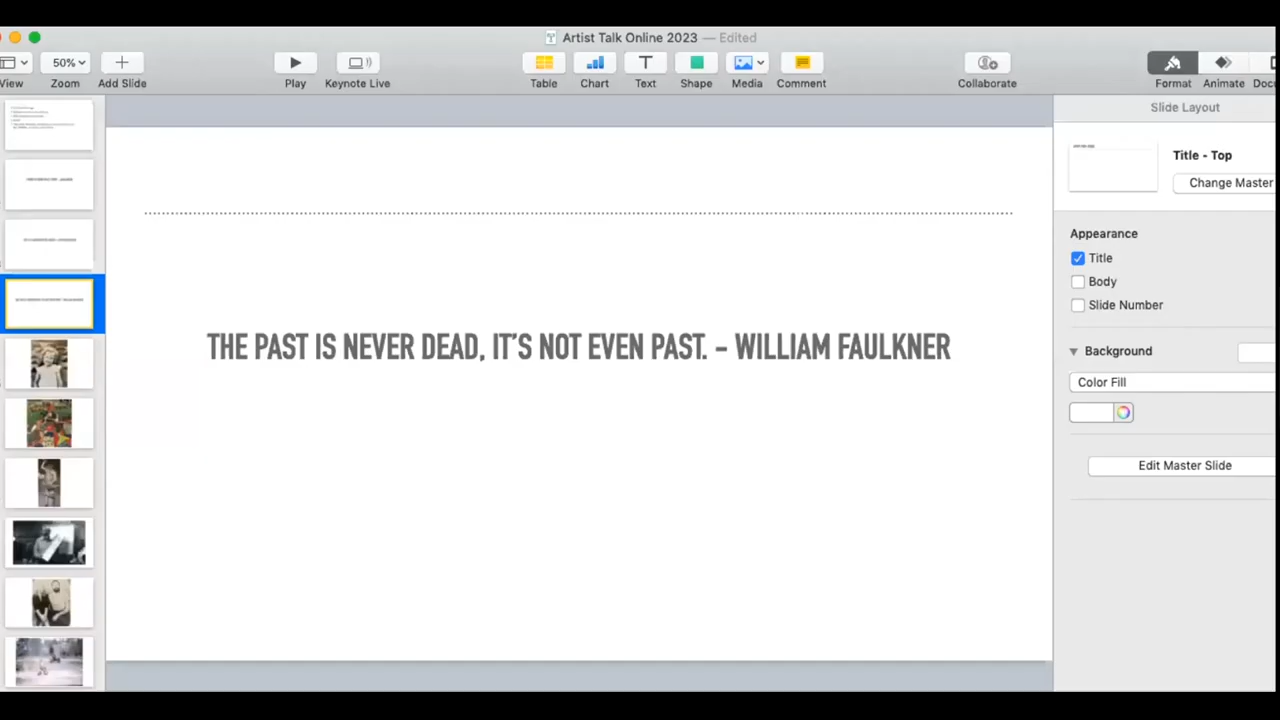 Artist Talk Online 2023 — Edited
View
50%
Zoom
Add Slide
Play
Keynote Live
Table
Chart
Text
Shape
Media
Comment
Collaborate
Format
Animate
Slide Layout
Title - Top
Change Master
Appearance
Title
Body
Slide Number
Background
Color Fill
Edit Master Slide
THE PAST IS NEVER DEAD, IT'S NOT EVEN PAST. – WILLIAM FAULKNER